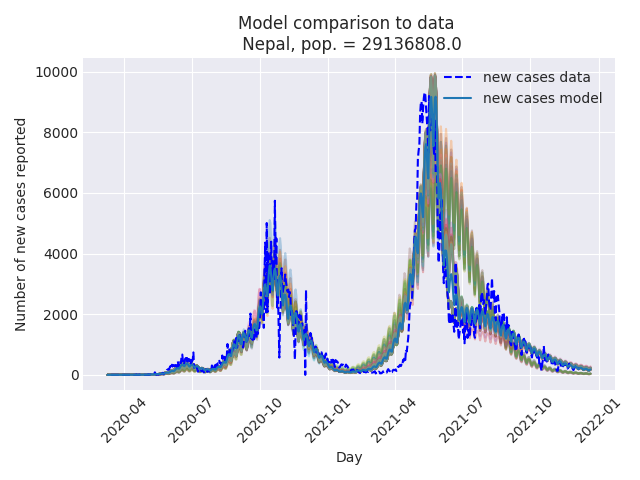 Model comparison to data
Nepal, pop. = 29136808.0
new cases data
new cases model
Number of new cases reported
10000
8000
6000
4000
2000
0
2020-04
2020-07
2020-10
2021-01
2021-04
2021-07
2021-10
2022-01
Day